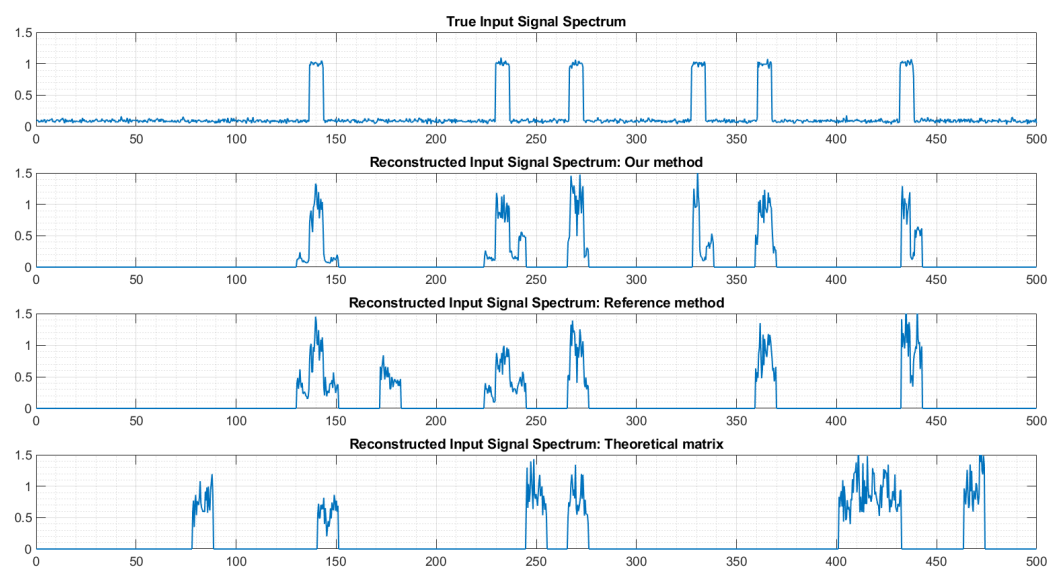 True Input Signal Spectrum
1.5
1
0.5
0
0 50 100 150 200 250 300 350 400 450 500
Reconstructed Input Signal Spectrum: Our method
1.5
1
0.5
0
0 50 100 150 200 250 300 350 400 450 500
Reconstructed Input Signal Spectrum: Reference method
1.5
1
0.5
0
0 50 100 150 200 250 300 350 400 450 500
Reconstructed Input Signal Spectrum: Theoretical matrix
1.5
1
0.5
0
0 50 100 150 200 250 300 350 400 450 500